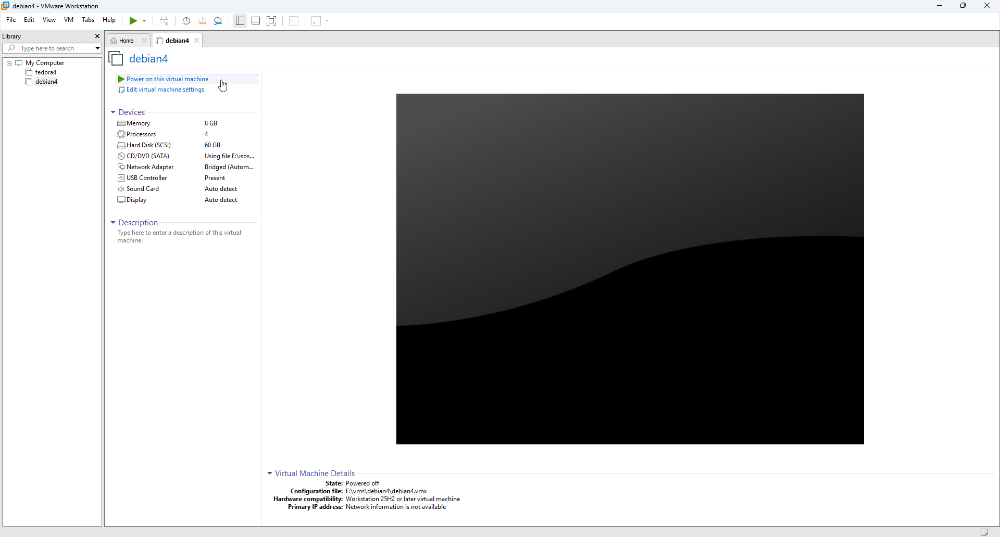 debian4 - VMware Workstation
File Edit View VM Tabs Help
Library
Type here to search
My Computer
fedora4
debian4
Home
debian4
debian4
Power on this virtual machine
Edit virtual machine settings
Devices
Memory 8 GB
Processors 4
Hard Disk (SCSI) 60 GB
CD/DVD (SATA) Using file E:\isos...
Network Adapter Bridged (Autom...
USB Controller Present
Sound Card Auto detect
Display Auto detect
Description
Type here to enter a description of this virtual
machine.
Virtual Machine Details
State: Powered off
Configuration file: E:\vms\debian4\debian4.vmx
Hardware compatibility: Workstation 25H2 or later virtual machine
Primary IP address: Network information is not available